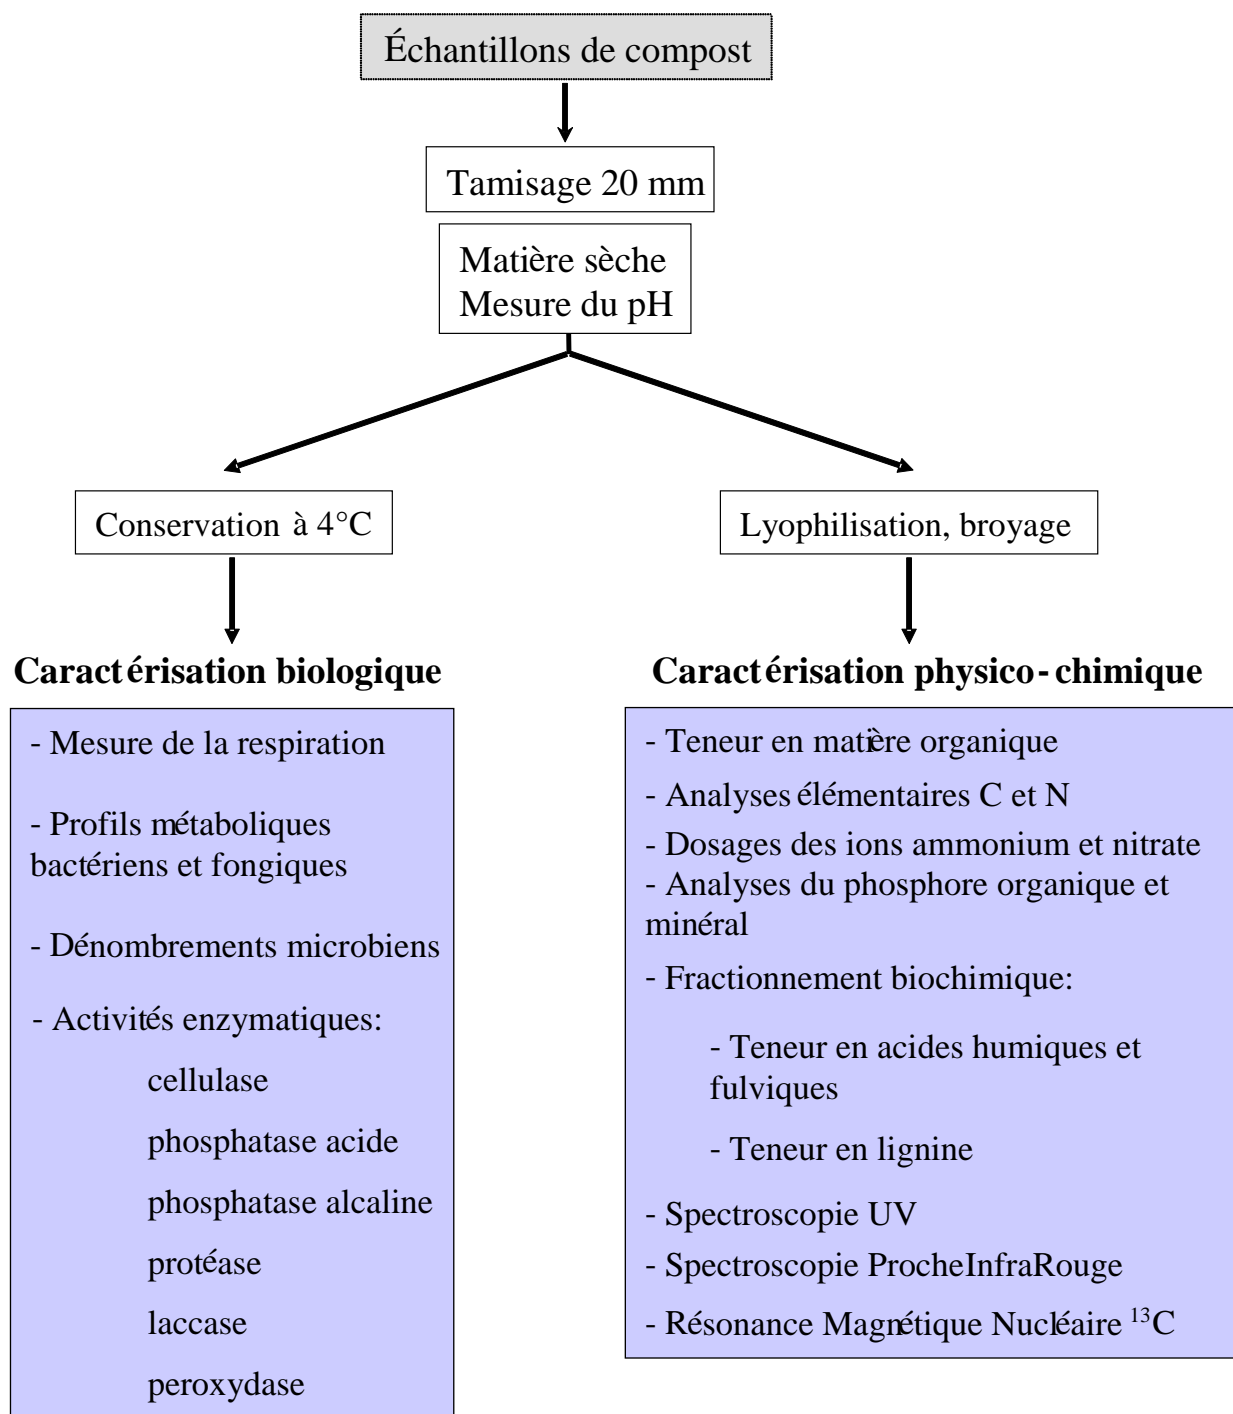 Échantillons de compost
Tamisage 20 mm
Matière sèche
Mesure du pH
Conservation à 4°C
Caractérisation biologique
- Mesure de la respiration
- Profils métaboliques
bactériens et fongiques
- Dénombrements microbiens
- Activités enzymatiques:
cellulase
phosphatase acide
phosphatase alcaline
protéase
laccase
peroxydase
Lyophilisation, broyage
Caractérisation physico-chimique
- Teneur en matière organique
- Analyses élémentaires C et N
- Dosages des ions ammonium et nitrate
- Analyses du phosphore organique et
minéral
- Fractionnement biochimique:
- Teneur en acides humiques et
fulviques
- Teneur en lignine
- Spectroscopie UV
- Spectroscopie ProcheInfraRouge
- Résonance Magnétique Nucléaire ¹³C